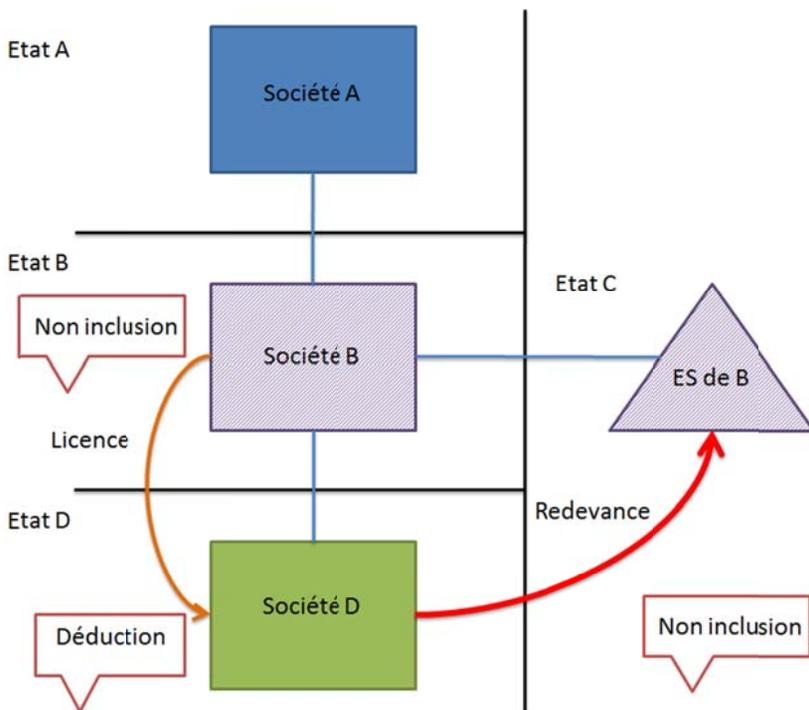 Etat A
Société A
Etat B
Non inclusion
Société B
Etat C
ES de B
Licence
Etat D
Redevance
Société D
Déduction
Non inclusion